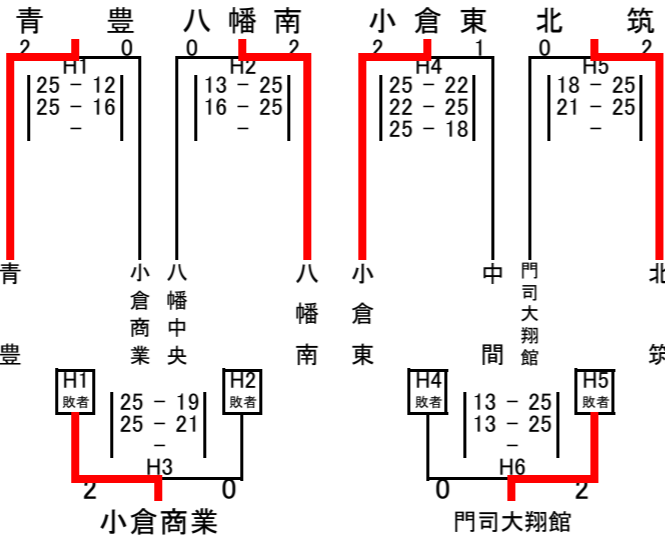 青豊 八幡南 小倉東 北筑
2 0 0 2 2 1 0 2
H1 H2 H4 H5
25 - 12 13 - 25 25 - 22 18 - 25
25 - 16 16 - 25 22 - 25 21 - 25
- - 25 - 18 -
青豊
小倉商業
八幡中央
八幡南
小倉東
中間
門司大翔館
北筑
H1 H2 H4 H5
敗者 敗者 敗者 敗者
25 - 19 13 - 25
25 - 21 13 - 25
- -
H3 H6
2 0 0 2
小倉商業 門司大翔館